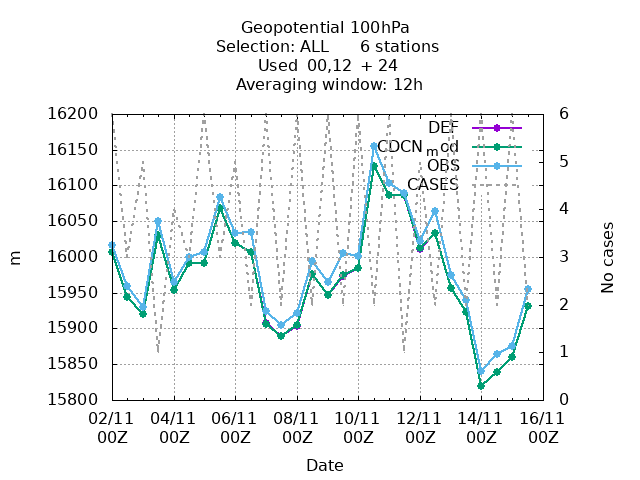 Geopotential 100hPa
Selection: ALL 6 stations
Used 00,12 + 24
Averaging window: 12h
16200
16150
16100
16050
16000
15950
15900
15850
15800
m
6
5
4
3
2
1
0
No cases
DEF
CDCN_mcd
OBS
CASES
02/11 04/11 06/11 08/11 10/11 12/11 14/11 16/11
00Z 00Z 00Z 00Z 00Z 00Z 00Z 00Z
Date